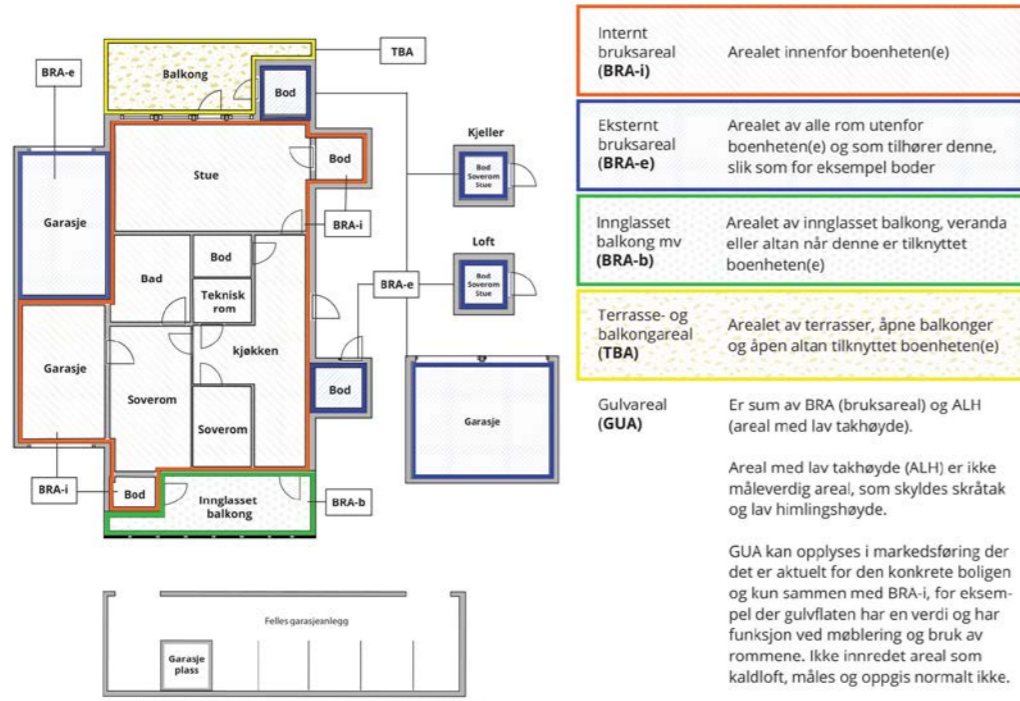 TBA
Balkong
BRA-e
Bod
Kjeller
Bod
Soverom
Stue
Stue
Bod
Garasje
BRA-i
Loft
Bod
Bad
Bod
Soverom
Stue
Teknisk
rom
BRA-e
kjøkken
Garasje
Soverom
Bod
Garasje
Soverom
BRA-i
Bod
Innglasset
balkong
BRA-b
Felles garasjeanlegg
Garasje
plass
Internt
bruksareal
(BRA-i)
Arealet innenfor boenheten(e)
Eksternt
bruksareal
(BRA-e)
Arealet av alle rom utenfor
boenheten(e) og som tilhører denne,
slik som for eksempel boder
Innglasset
balkong mv
(BRA-b)
Arealet av innglasset balkong, veranda
eller altan når denne er tilknyttet
boenheten(e)
Terrasse- og
balkongareal
(TBA)
Arealet av terrasser, åpne balkonger
og åpen altan tilknyttet boenheten(e)
Gulvareal
(GUA)
Er sum av BRA (bruksareal) og ALH
(areal med lav takhøyde).
Areal med lav takhøyde (ALH) er ikke
måleverdig areal, som skyldes skråtak
og lav himlingshøyde.
GUA kan opplyses i markedsføring der
det er aktuelt for den konkrete boligen
og kun sammen med BRA-i, for eksem-
pel der gulvflaten har en verdi og har
funksjon ved møblering og bruk av
rommene. Ikke innredet areal som
kaldloft, måles og oppgis normalt ikke.